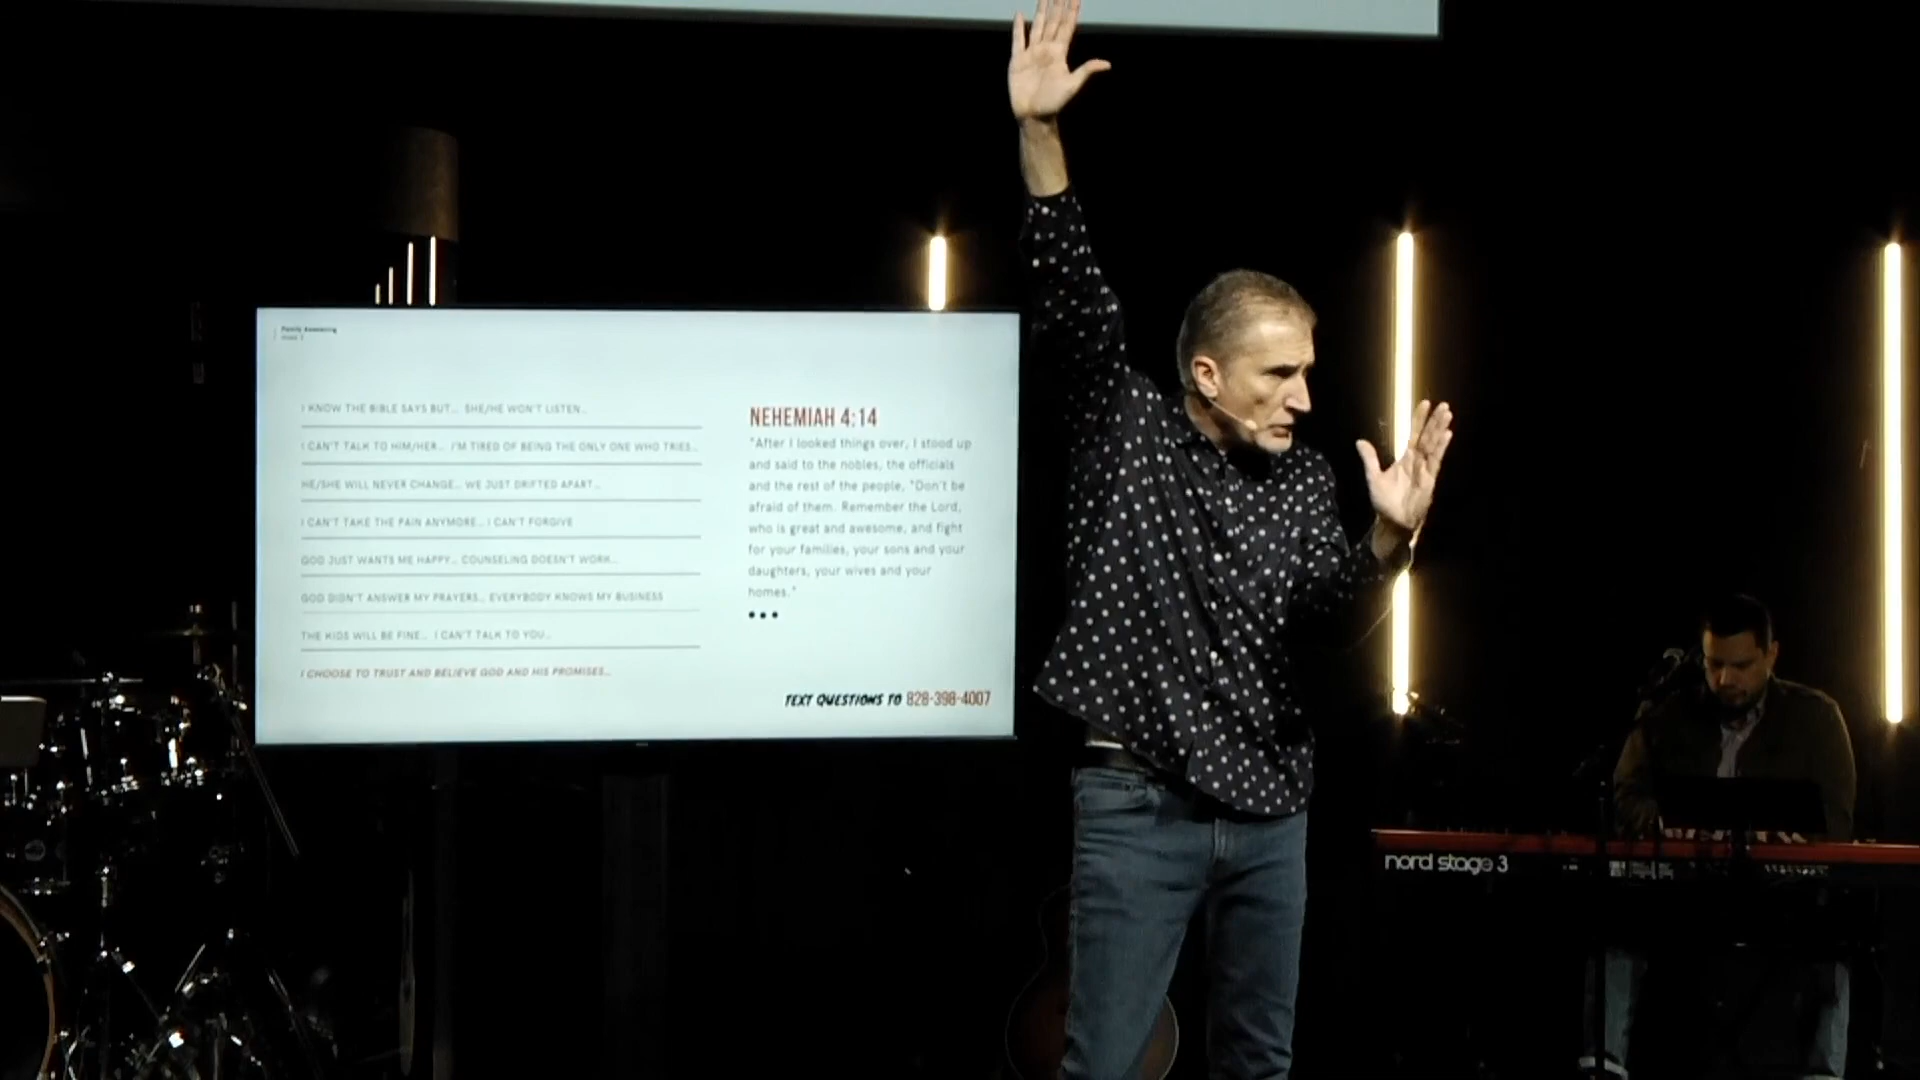 Family Awakening
I KNOW THE BIBLE SAYS BUT... SHE/HE WON'T LISTEN...
I CAN'T TALK TO HIM/HER... I'M TIRED OF BEING THE ONLY ONE WHO TRIES...
HE/SHE WILL NEVER CHANGE... WE JUST DRIFTED APART...
I CAN'T TAKE THE PAIN ANYMORE... I CAN'T FORGIVE
GOD JUST WANTS ME HAPPY... COUNSELING DOESN'T WORK...
GOD DIDN'T ANSWER MY PRAYERS... EVERYBODY KNOWS MY BUSINESS
THE KIDS WILL BE FINE... I CAN'T TALK TO YOU...
I CHOOSE TO TRUST AND BELIEVE GOD AND HIS PROMISES...
NEHEMIAH 4:14
"After I looked things over, I stood up
and said to the nobles, the officials
and the rest of the people, "Don't be
afraid of them. Remember the Lord,
who is great and awesome, and fight
for your families, your sons and your
daughters, your wives and your
homes."
TEXT QUESTIONS TO 828-398-4007
nord stage 3